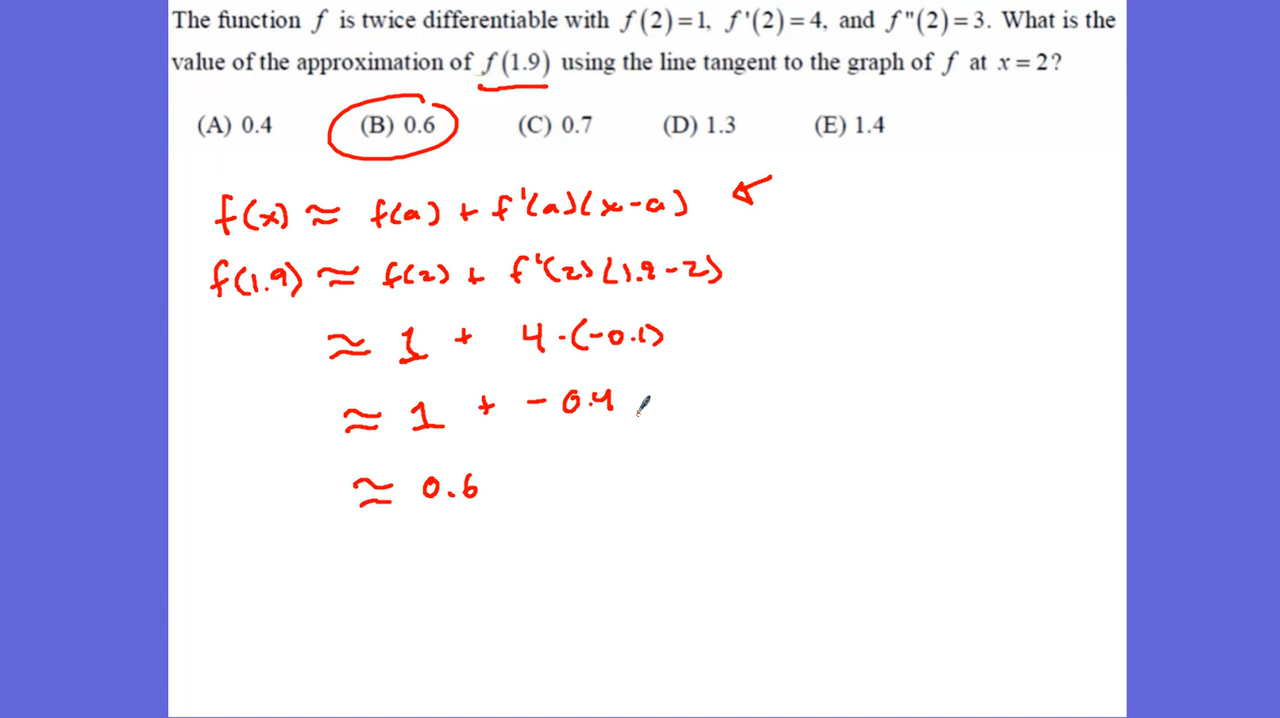 The function f is twice differentiable with f(2)=1, f'(2)=4, and f"(2)=3. What is the
value of the approximation of f(1.9) using the line tangent to the graph of f at x=2?
(A) 0.4 (B) 0.6 (C) 0.7 (D) 1.3 (E) 1.4
f(x) ≈ f(a) + f'(a)(x-a)
f(1.9) ≈ f(2) + f'(2)(1.9-2)
≈ 1 + 4·(-0.1)
≈ 1 + -0.4
≈ 0.6